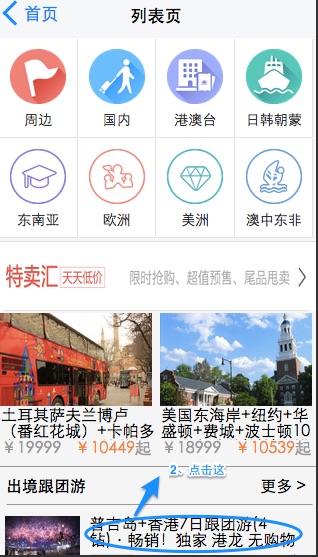 首页
列表页
周边 国内 港澳台 日韩朝蒙
东南亚 欧洲 美洲 澳中东非
特卖汇 天天低价 限时抢购、超值预售、尾品甩卖
土耳其萨夫兰博卢
（番红花城）+卡帕多
￥19999 ￥10449起
美国东海岸+纽约+华
盛顿+费城+波士顿10
￥18999 ￥10539起
2、点击这
出境跟团游 更多 >
普吉岛+香港7日跟团游(4
钻)·畅销！独家 港龙 无购物